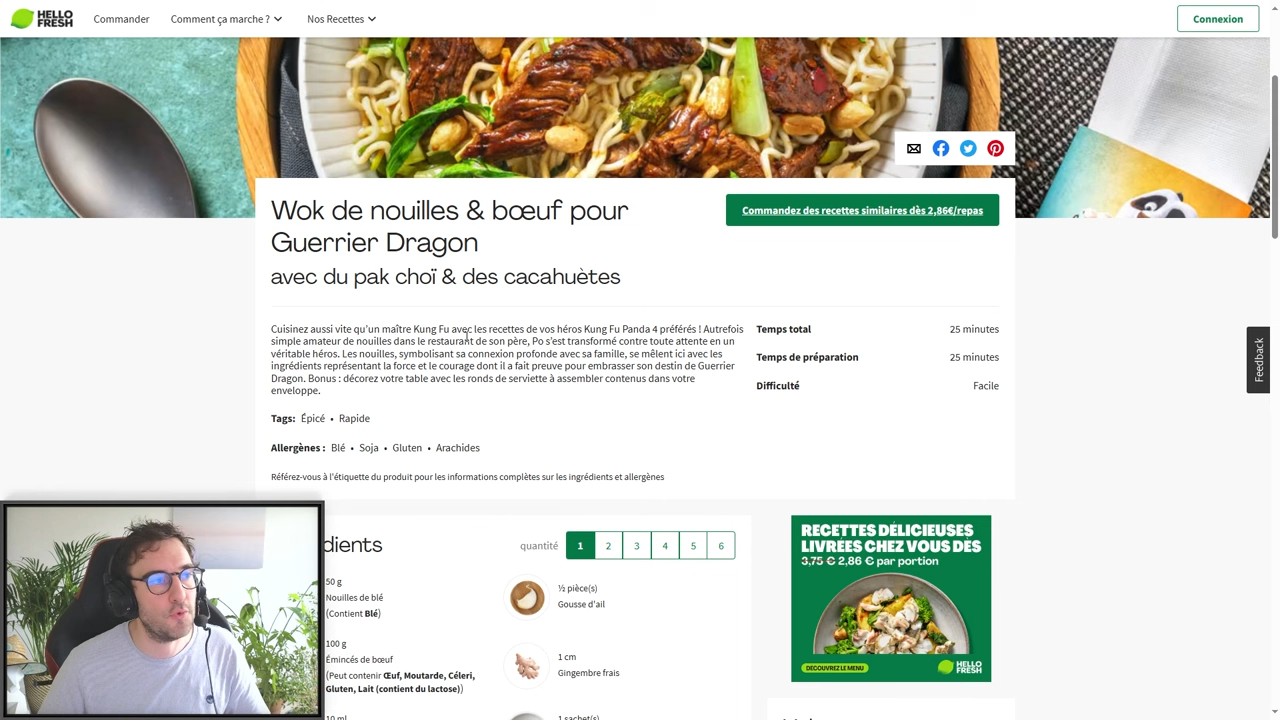 HELLO
FRESH
Commander
Comment ça marche ?
Nos Recettes
Connexion
Wok de nouilles & bœuf pour
Guerrier Dragon
avec du pak choï & des cacahuètes
Commandez des recettes similaires dès 2,86€/repas
Cuisinez aussi vite qu'un maître Kung Fu avec les recettes de vos héros Kung Fu Panda 4 préférés ! Autrefois
simple amateur de nouilles dans le restaurant de son père, Po s'est transformé contre toute attente en un
véritable héros. Les nouilles, symbolisant sa connexion profonde avec sa famille, se mêlent ici avec les
ingrédients représentant la force et le courage dont il a fait preuve pour embrasser son destin de Guerrier
Dragon. Bonus : décorez votre table avec les ronds de serviette à assembler contenus dans votre
enveloppe.
Temps total 25 minutes
Temps de préparation 25 minutes
Difficulté Facile
Tags: Épicé • Rapide
Allergènes : Blé • Soja • Gluten • Arachides
Référez-vous à l'étiquette du produit pour les informations complètes sur les ingrédients et allergènes
Feedback
dients
quantité 1 2 3 4 5 6
50 g
Nouilles de blé
(Contient Blé)
½ pièce(s)
Gousse d'ail
100 g
Émincés de bœuf
(Peut contenir Œuf, Moutarde, Céleri,
Gluten, Lait (contient du lactose))
1 cm
Gingembre frais
10 ml
1 sachet(s)
RECETTES DÉLICIEUSES
LIVRÉES CHEZ VOUS DÈS
3,75 € 2,86 € par portion
DECOUVREZ LE MENU
HELLO
FRESH